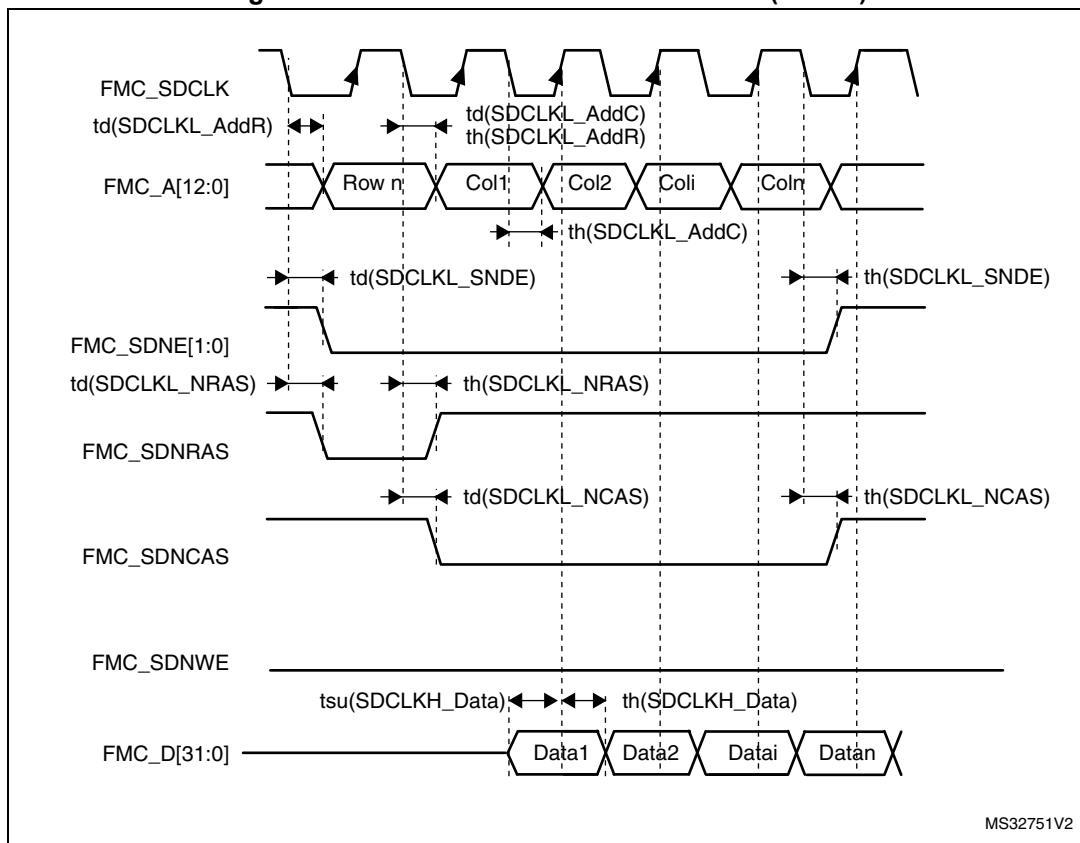 FMC_SDCLK
td(SDCLKL_AddR)
td(SDCLKL_AddC)
th(SDCLKL_AddR)
FMC_A[12:0]
Row n
Col1
Col2
Coli
Coln
th(SDCLKL_AddC)
td(SDCLKL_SNDE)
th(SDCLKL_SNDE)
FMC_SDNE[1:0]
td(SDCLKL_NRAS)
th(SDCLKL_NRAS)
FMC_SDNRAS
td(SDCLKL_NCAS)
th(SDCLKL_NCAS)
FMC_SDNCAS
FMC_SDNWE
tsu(SDCLKH_Data)
th(SDCLKH_Data)
FMC_D[31:0]
Data1
Data2
Datai
Datan
MS32751V2